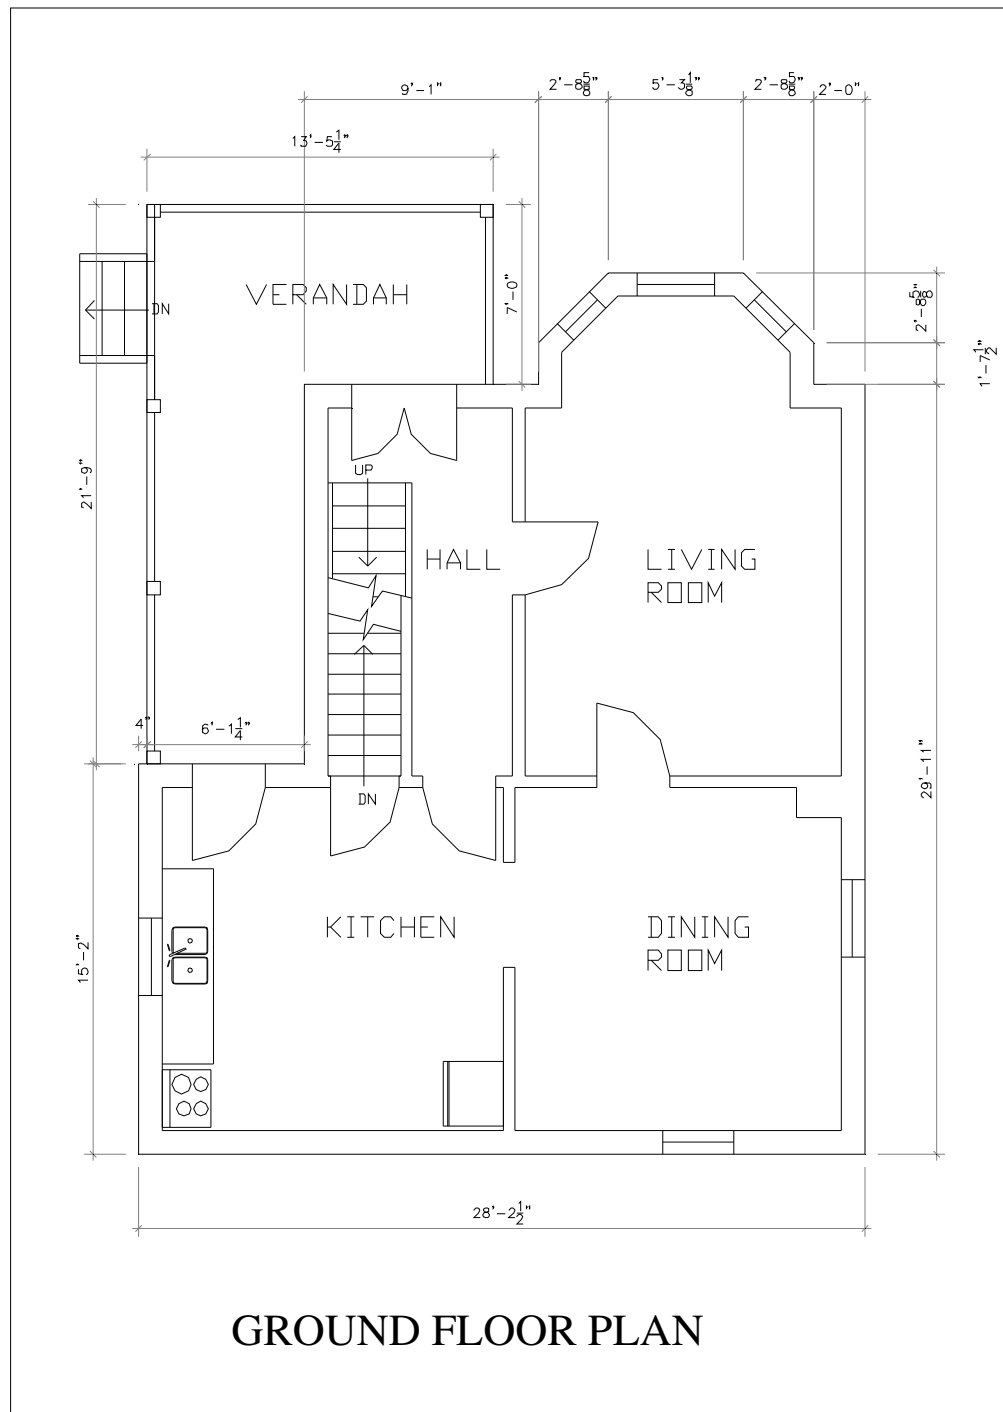 9'-1"
2'-8 5/8"
5'-3 1/8"
2'-8 5/8"
2'-0"
13'-5 1/4"
VERANDAH
DN
7'-0"
2'-8 5/8"
1'-7 1/2"
21'-9"
UP
HALL
LIVING
ROOM
4"
6'-1 1/4"
DN
29'-11"
KITCHEN
DINING
ROOM
15'-2"
28'-2 1/2"
GROUND FLOOR PLAN